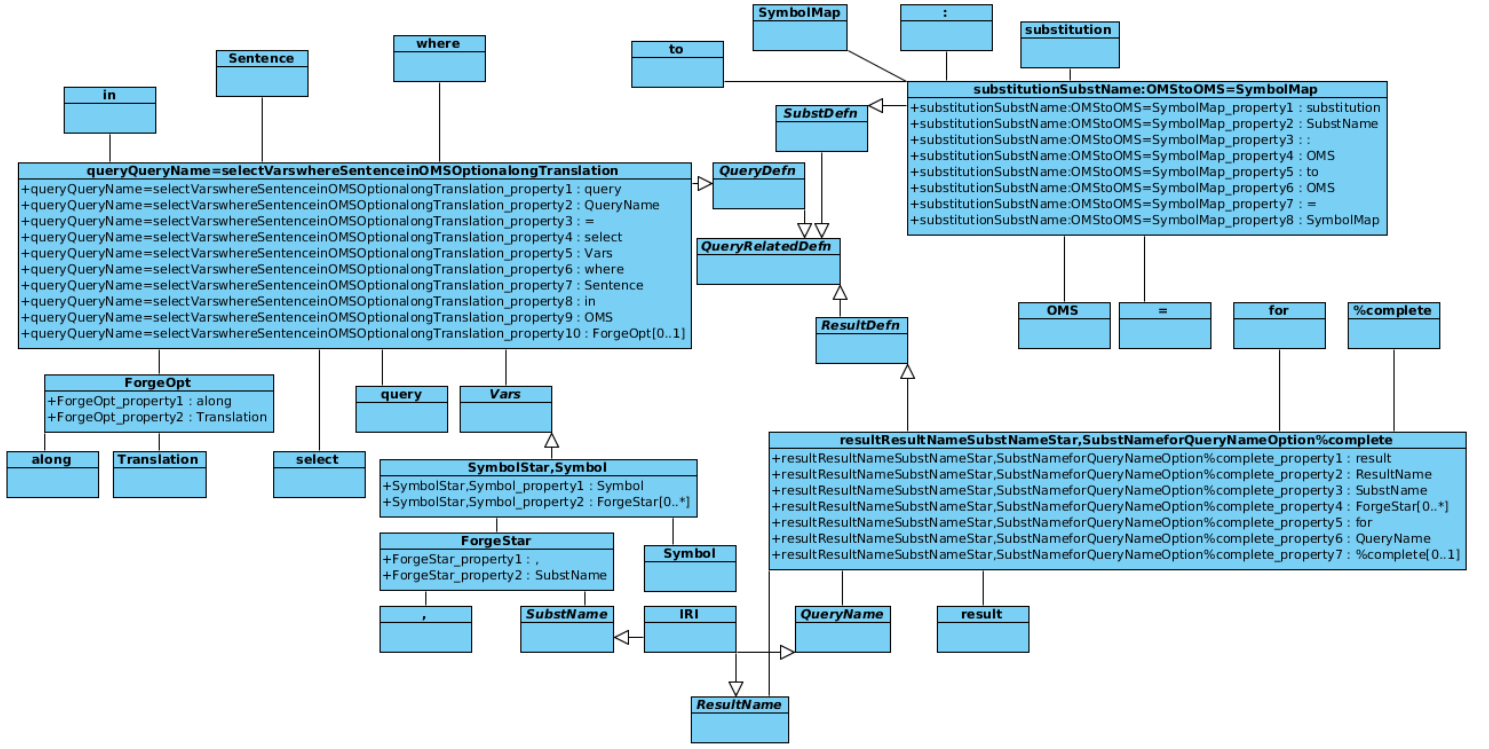 SymbolMap
:
substitution
where
to
Sentence
in
substitutionSubstName:OMStoOMS=SymbolMap
+substitutionSubstName:OMStoOMS=SymbolMap_property1 : substitution
+substitutionSubstName:OMStoOMS=SymbolMap_property2 : SubstName
+substitutionSubstName:OMStoOMS=SymbolMap_property3 : :
+substitutionSubstName:OMStoOMS=SymbolMap_property4 : OMS
+substitutionSubstName:OMStoOMS=SymbolMap_property5 : to
+substitutionSubstName:OMStoOMS=SymbolMap_property6 : OMS
+substitutionSubstName:OMStoOMS=SymbolMap_property7 : =
+substitutionSubstName:OMStoOMS=SymbolMap_property8 : SymbolMap
SubstDefn
queryQueryName=selectVarswhereSentenceinOMSOptionalongTranslation
+queryQueryName=selectVarswhereSentenceinOMSOptionalongTranslation_property1 : query
+queryQueryName=selectVarswhereSentenceinOMSOptionalongTranslation_property2 : QueryName
+queryQueryName=selectVarswhereSentenceinOMSOptionalongTranslation_property3 : =
+queryQueryName=selectVarswhereSentenceinOMSOptionalongTranslation_property4 : select
+queryQueryName=selectVarswhereSentenceinOMSOptionalongTranslation_property5 : Vars
+queryQueryName=selectVarswhereSentenceinOMSOptionalongTranslation_property6 : where
+queryQueryName=selectVarswhereSentenceinOMSOptionalongTranslation_property7 : Sentence
+queryQueryName=selectVarswhereSentenceinOMSOptionalongTranslation_property8 : in
+queryQueryName=selectVarswhereSentenceinOMSOptionalongTranslation_property9 : OMS
+queryQueryName=selectVarswhereSentenceinOMSOptionalongTranslation_property10 : ForgeOpt[0..1]
QueryDefn
QueryRelatedDefn
OMS
=
for
%complete
ResultDefn
ForgeOpt
+ForgeOpt_property1 : along
+ForgeOpt_property2 : Translation
query
Vars
along
Translation
select
SymbolStar,Symbol
+SymbolStar,Symbol_property1 : Symbol
+SymbolStar,Symbol_property2 : ForgeStar[0..*]
resultResultNameSubstNameStar,SubstNameforQueryNameOption%complete
+resultResultNameSubstNameStar,SubstNameforQueryNameOption%complete_property1 : result
+resultResultNameSubstNameStar,SubstNameforQueryNameOption%complete_property2 : ResultName
+resultResultNameSubstNameStar,SubstNameforQueryNameOption%complete_property3 : SubstName
+resultResultNameSubstNameStar,SubstNameforQueryNameOption%complete_property4 : ForgeStar[0..*]
+resultResultNameSubstNameStar,SubstNameforQueryNameOption%complete_property5 : for
+resultResultNameSubstNameStar,SubstNameforQueryNameOption%complete_property6 : QueryName
+resultResultNameSubstNameStar,SubstNameforQueryNameOption%complete_property7 : %complete[0..1]
ForgeStar
+ForgeStar_property1 : ,
+ForgeStar_property2 : SubstName
Symbol
,
SubstName
IRI
QueryName
result
ResultName